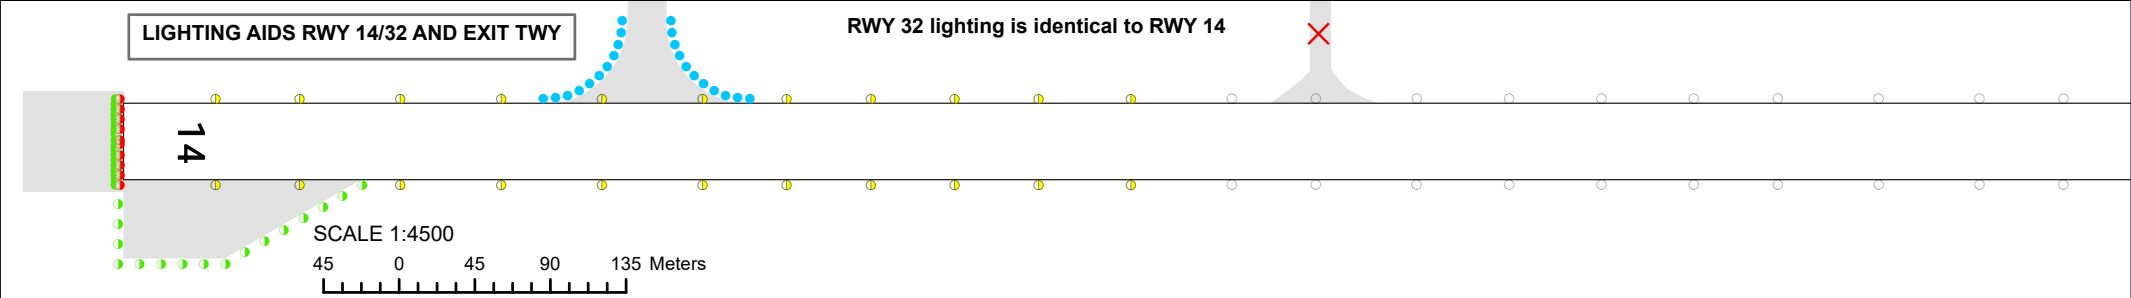 LIGHTING AIDS RWY 14/32 AND EXIT TWY
RWY 32 lighting is identical to RWY 14
14
SCALE 1:4500
45 0 45 90 135 Meters